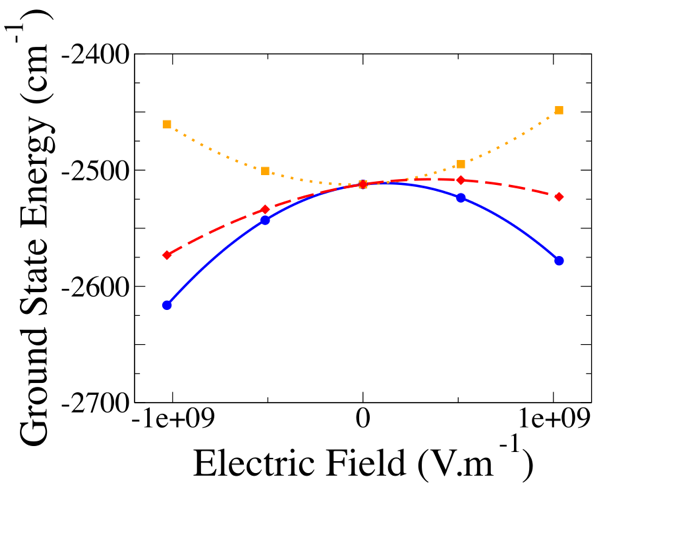 Ground State Energy (cm⁻¹)
-2400
-2500
-2600
-2700
-1e+09 0 1e+09
Electric Field (V.m⁻¹)